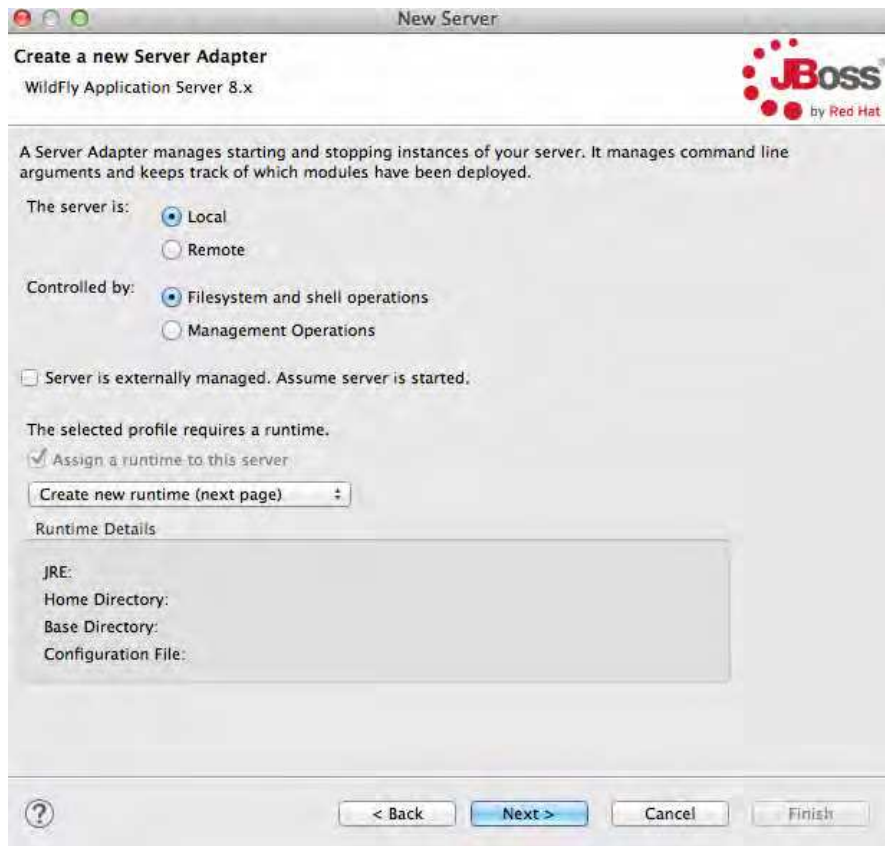 New Server
Create a new Server Adapter
WildFly Application Server 8.x
JBoss
by Red Hat
A Server Adapter manages starting and stopping instances of your server. It manages command line
arguments and keeps track of which modules have been deployed.
The server is:
Local
Remote
Controlled by:
Filesystem and shell operations
Management Operations
Server is externally managed. Assume server is started.
The selected profile requires a runtime.
Assign a runtime to this server
Create new runtime (next page)
Runtime Details
JRE:
Home Directory:
Base Directory:
Configuration File:
?
< Back
Next >
Cancel
Finish